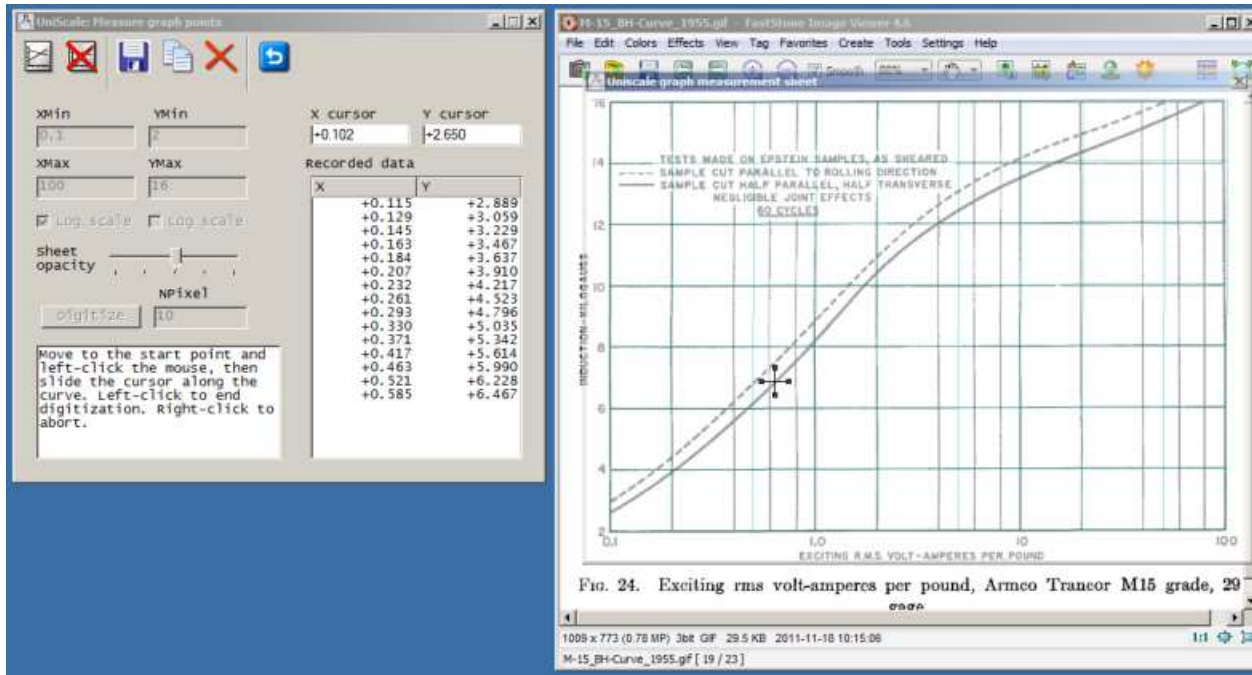 UniScale: Measure graph points
XMin YMin X cursor Y cursor
0.1 2 +0.102 +2.650
XMax YMax Recorded data
100 16 X Y
+0.115 +2.889
Log scale Log scale +0.129 +3.059
+0.145 +3.229
+0.163 +3.467
Sheet opacity +0.184 +3.637
+0.207 +3.910
+0.232 +4.217
NPixel +0.261 +4.523
Digitize 10 +0.293 +4.796
+0.330 +5.035
+0.371 +5.342
+0.417 +5.614
+0.463 +5.990
+0.521 +6.228
+0.585 +6.467
Move to the start point and
left-click the mouse, then
slide the cursor along the
curve. Left-click to end
digitization. Right-click to
abort.
M-15_BH-Curve_1955.gif - FastStone Image Viewer 4.6
File Edit Colors Effects View Tag Favorites Create Tools Settings Help
Smooth
Uniscale graph measurement sheet
16
14
12
10
8
6
4
2
INDUCTION-KILOGAUSS
TESTS MADE ON EPSTEIN SAMPLES, AS SHEARED
SAMPLE CUT PARALLEL TO ROLLING DIRECTION
SAMPLE CUT HALF PARALLEL, HALF TRANSVERSE
NEGLIGIBLE JOINT EFFECTS
60 CYCLES
0.1 1.0 10 100
EXCITING R.M.S. VOLT-AMPERES PER POUND
FIG. 24. Exciting rms volt-amperes per pound, Armco Trancor M15 grade, 29
gage
1009 x 773 (0.78 MP) 3bit GIF 29.5 KB 2011-11-18 10:15:06 1:1
M-15_BH-Curve_1955.gif [ 19 / 23 ]